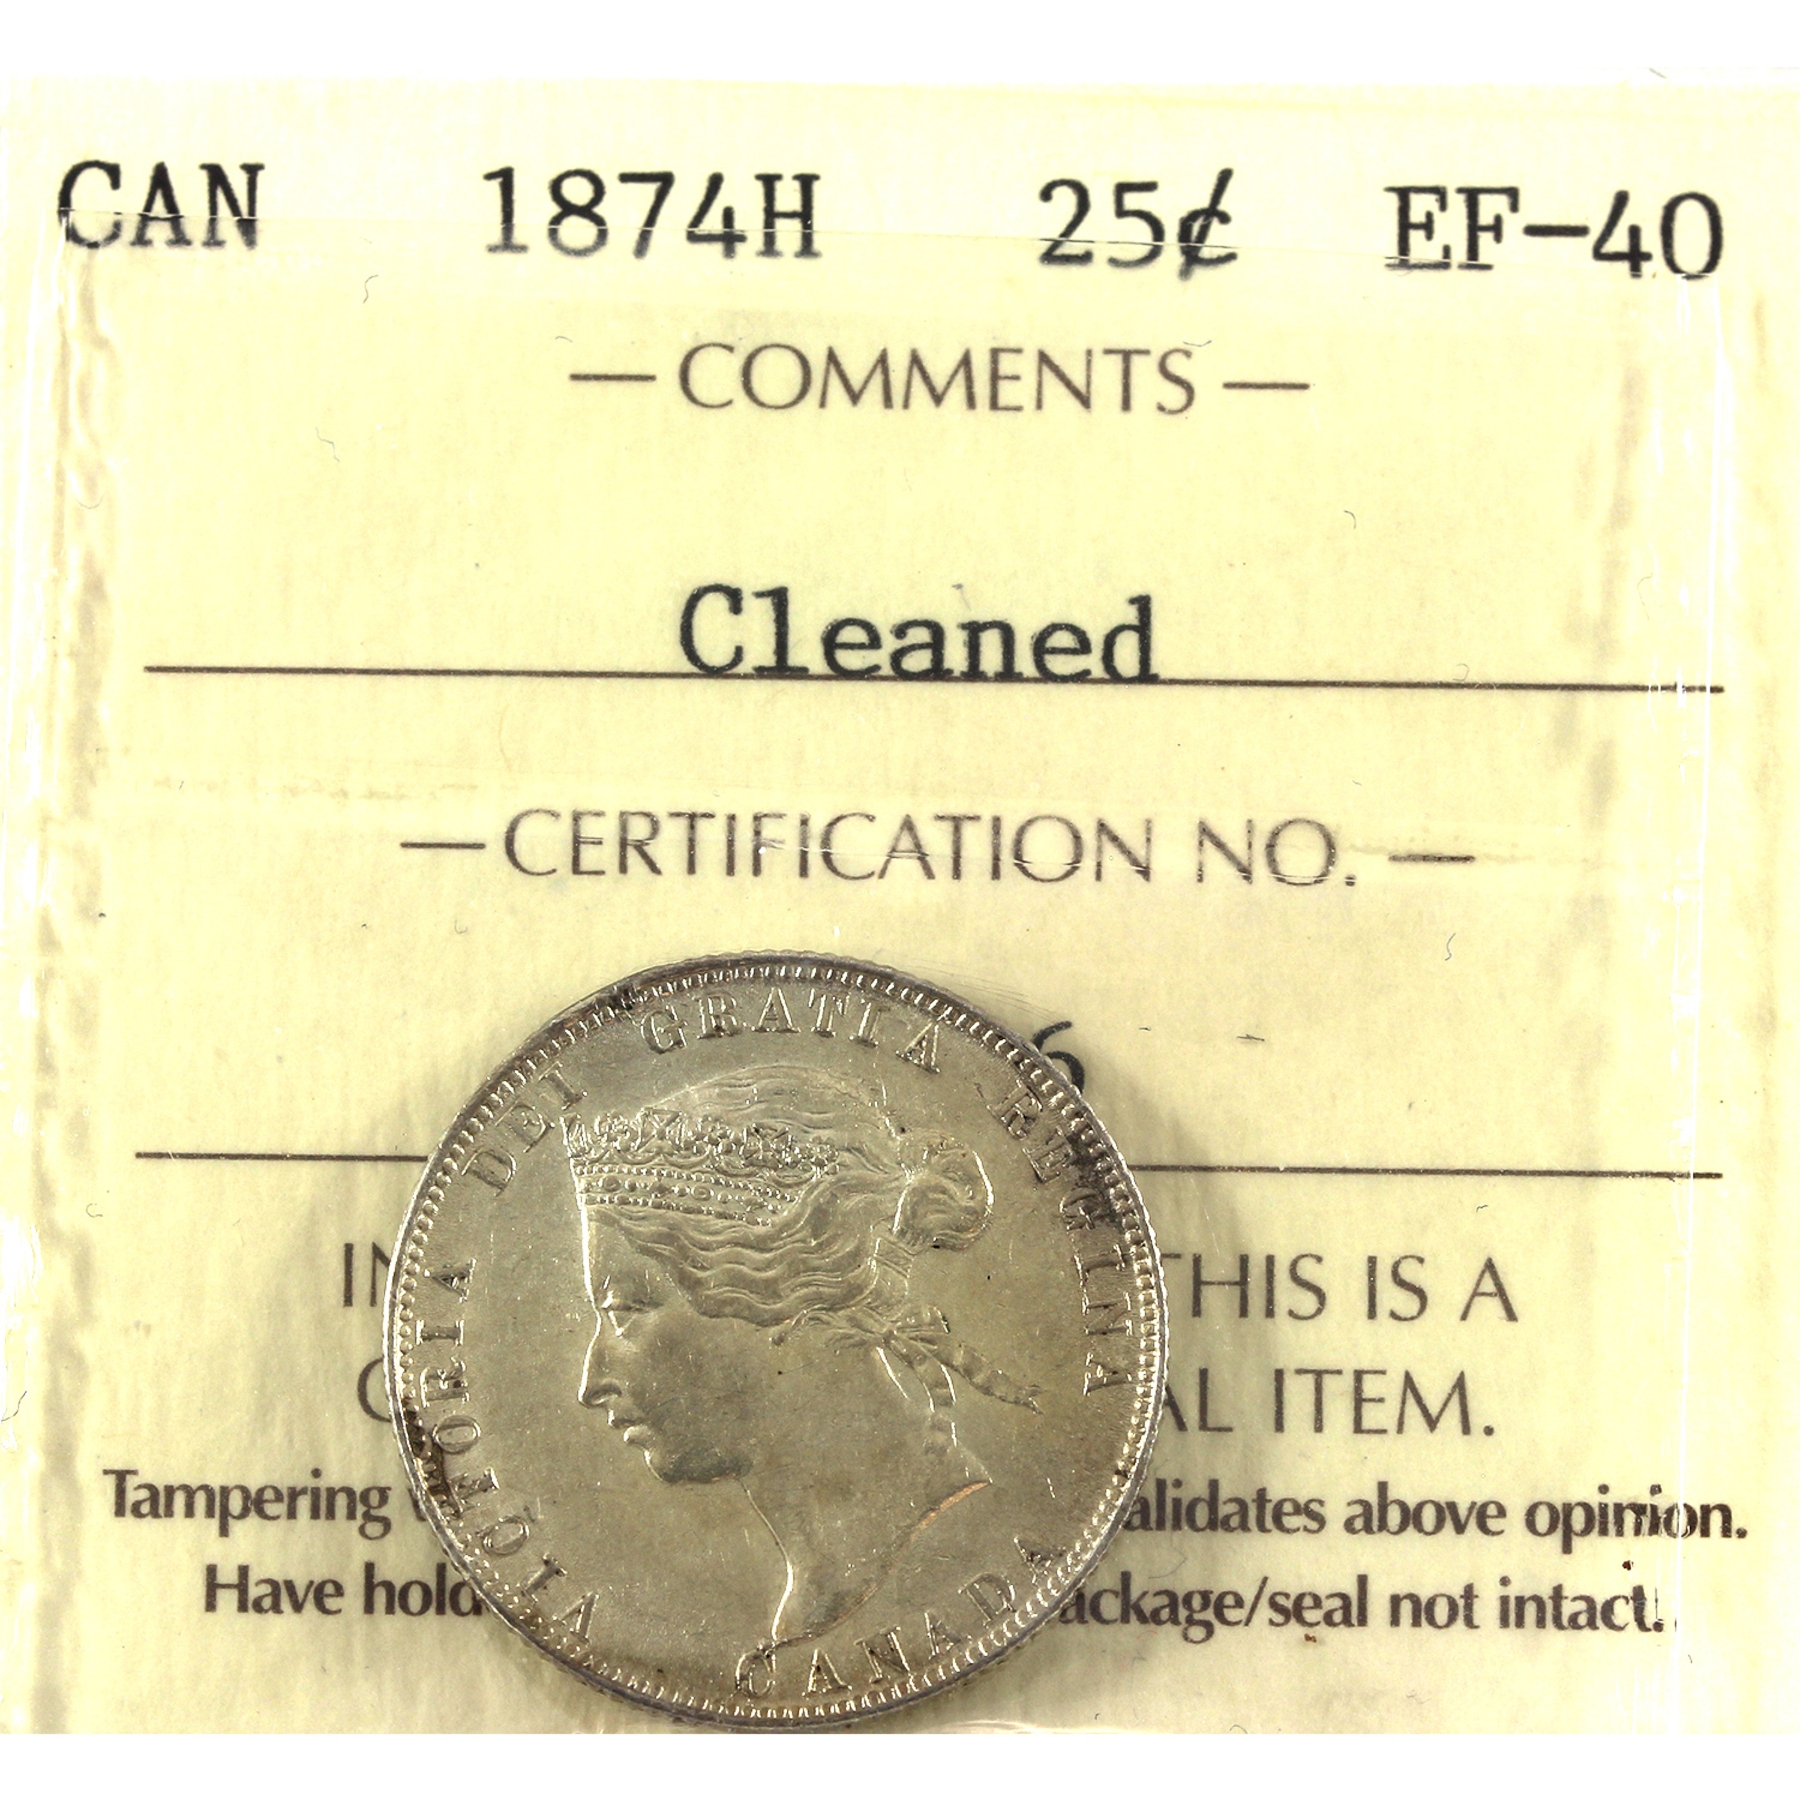 CAN 1874H 25¢ EF-40
— COMMENTS —
Cleaned
— CERTIFICATION NO. —
6
THIS IS A
ITEM.
Tampering alidates above opinion.
Have hold ackage/seal not intact.
VICTORIA DEI GRATIA REGINA
CANADA